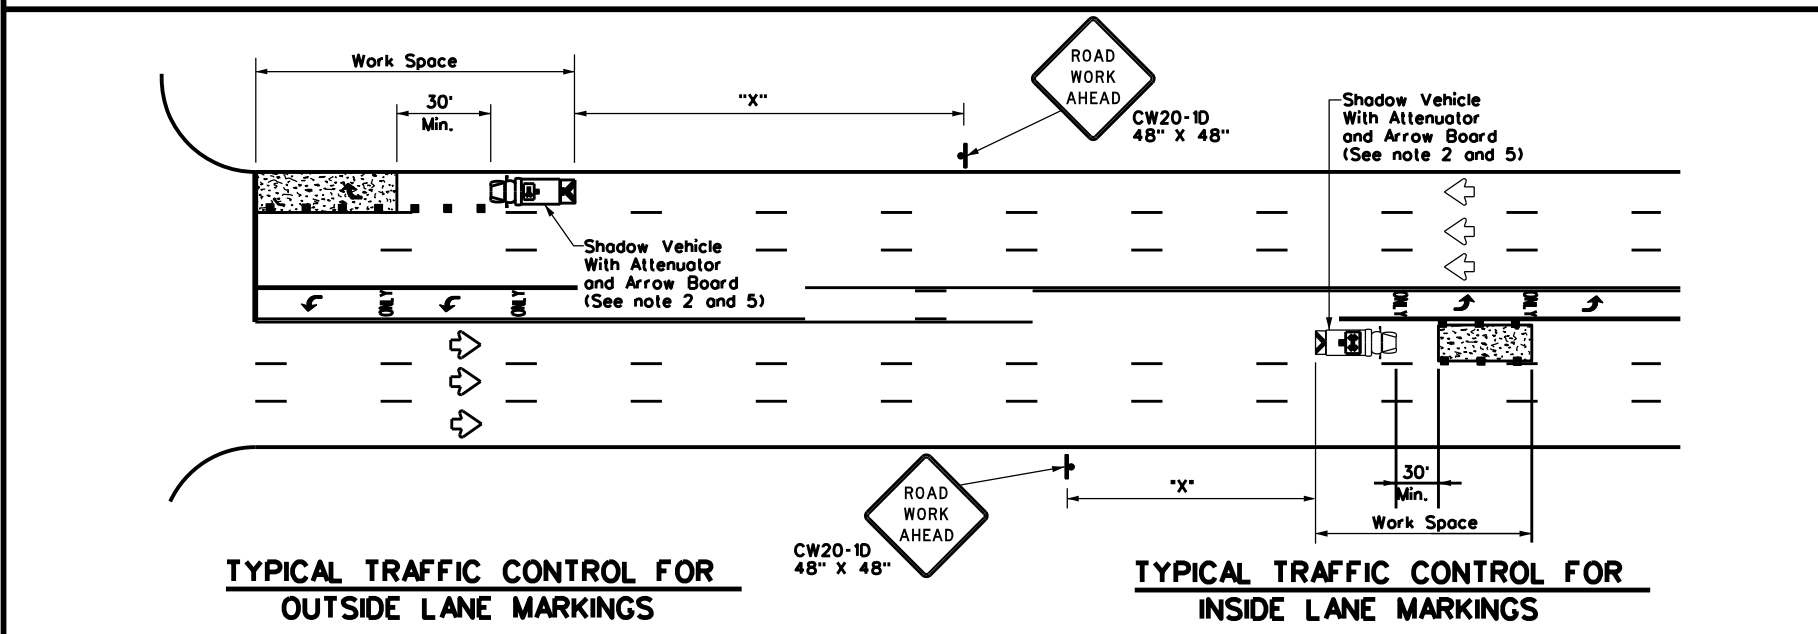 Work Space
30'
Min.
"X"
ROAD
WORK
AHEAD
CW20-1D
48" X 48"
Shadow Vehicle
With Attenuator
and Arrow Board
(See note 2 and 5)
Shadow Vehicle
With Attenuator
and Arrow Board
(See note 2 and 5)
ONLY
ONLY
ONLY
ONLY
ROAD
WORK
AHEAD
CW20-1D
48" X 48"
"X"
30'
Min.
Work Space
TYPICAL TRAFFIC CONTROL FOR
OUTSIDE LANE MARKINGS
TYPICAL TRAFFIC CONTROL FOR
INSIDE LANE MARKINGS